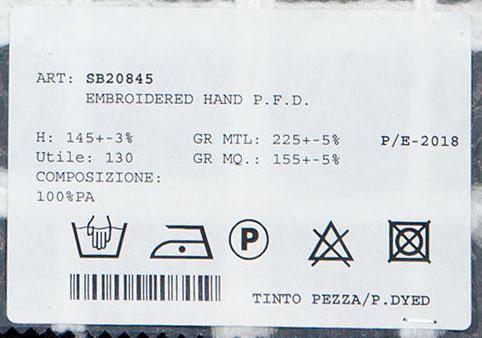 ART: SB20845
EMBROIDERED HAND P.F.D.
H: 145+-3% GR MTL: 225+-5% P/E-2018
Utile: 130 GR MQ.: 155+-5%
COMPOSIZIONE:
100%PA
P
TINTO PEZZA/P.DYED